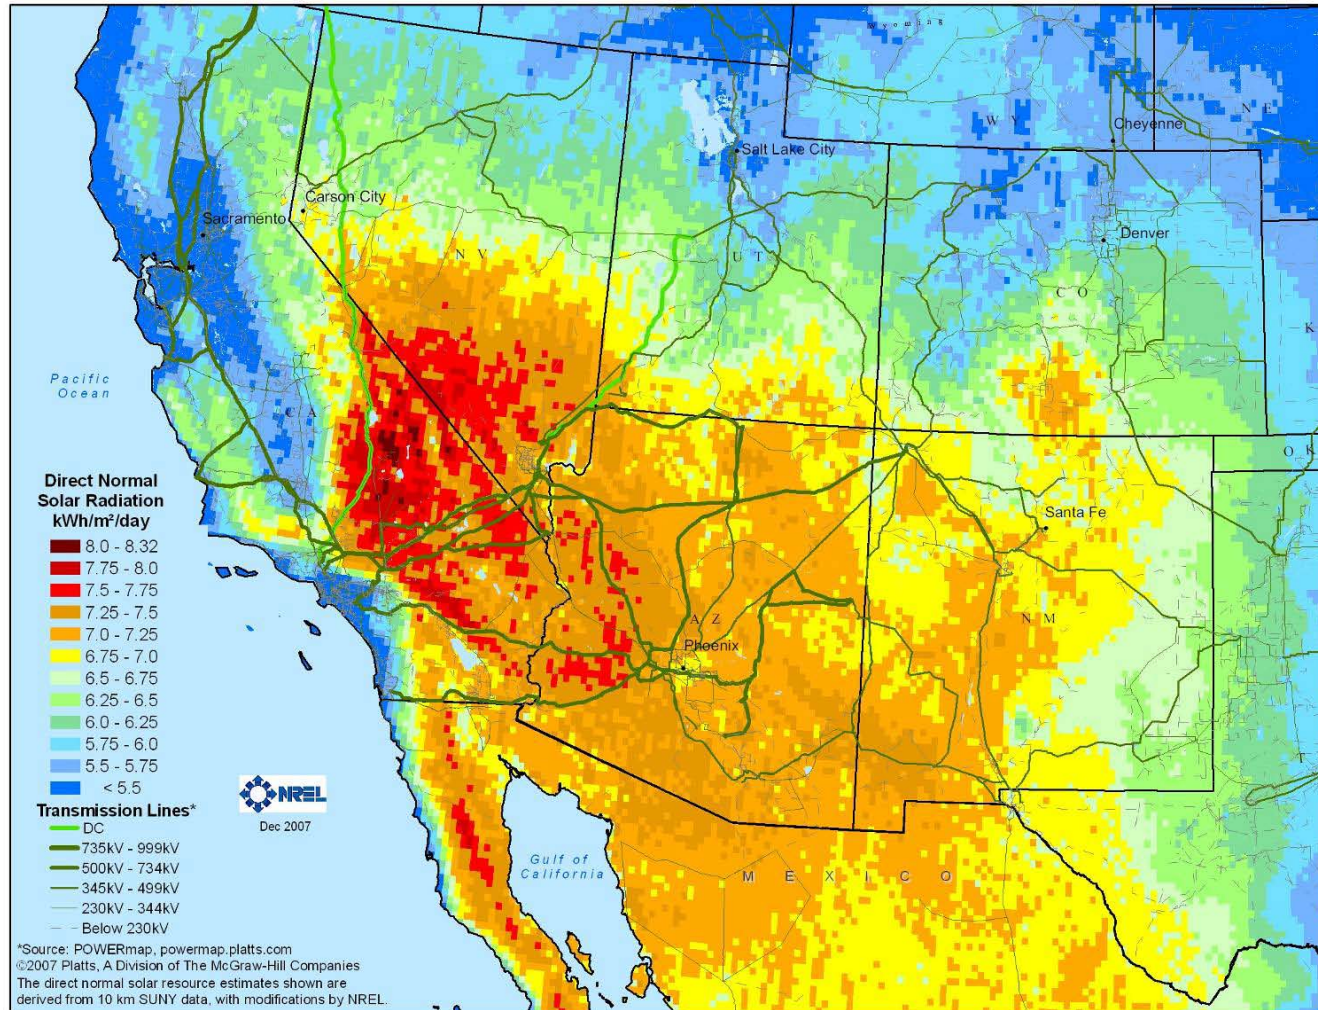 Wyoming
N E
W Y
Cheyenne
Salt Lake City
Carson City
Sacramento
N V
U T
Denver
C O
K
Pacific
Ocean
C A
O K
Santa Fe
A Z
N M
Phoenix
Gulf of
California
M E X I C O
Direct Normal
Solar Radiation
kWh/m²/day
8.0 - 8.32
7.75 - 8.0
7.5 - 7.75
7.25 - 7.5
7.0 - 7.25
6.75 - 7.0
6.5 - 6.75
6.25 - 6.5
6.0 - 6.25
5.75 - 6.0
5.5 - 5.75
< 5.5
Transmission Lines*
DC
735kV - 999kV
500kV - 734kV
345kV - 499kV
230kV - 344kV
Below 230kV
NREL
Dec 2007
*Source: POWERmap, powermap.platts.com
©2007 Platts, A Division of The McGraw-Hill Companies
The direct normal solar resource estimates shown are
derived from 10 km SUNY data, with modifications by NREL.